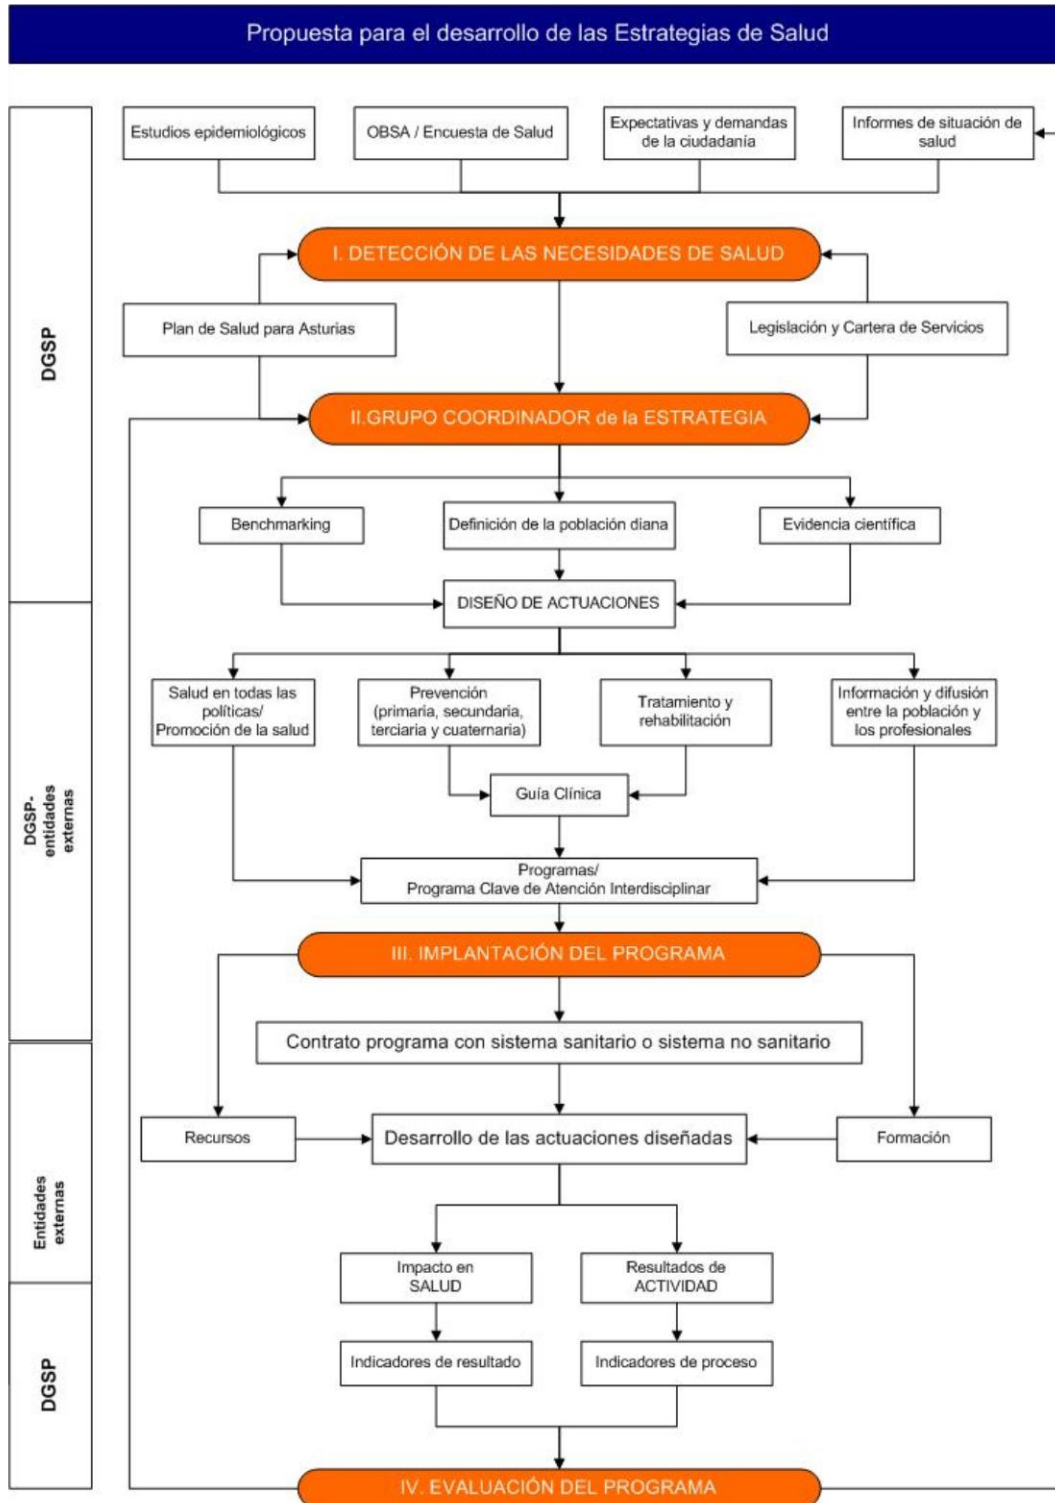 Propuesta para el desarrollo de las Estrategias de Salud
DGSP
Estudios epidemiológicos
OBSA / Encuesta de Salud
Expectativas y demandas
de la ciudadanía
Informes de situación de
salud
I. DETECCIÓN DE LAS NECESIDADES DE SALUD
Plan de Salud para Asturias
Legislación y Cartera de Servicios
II.GRUPO COORDINADOR de la ESTRATEGIA
Benchmarking
Definición de la población diana
Evidencia científica
DISEÑO DE ACTUACIONES
DGSP-
entidades
externas
Salud en todas las
políticas/
Promoción de la salud
Prevención
(primaria, secundaria,
terciaria y cuaternaria)
Tratamiento y
rehabilitación
Información y difusión
entre la población y
los profesionales
Guía Clínica
Programas/
Programa Clave de Atención Interdisciplinar
III. IMPLANTACIÓN DEL PROGRAMA
Contrato programa con sistema sanitario o sistema no sanitario
Entidades
externas
Recursos
Desarrollo de las actuaciones diseñadas
Formación
Impacto en
SALUD
Resultados de
ACTIVIDAD
DGSP
Indicadores de resultado
Indicadores de proceso
IV. EVALUACIÓN DEL PROGRAMA